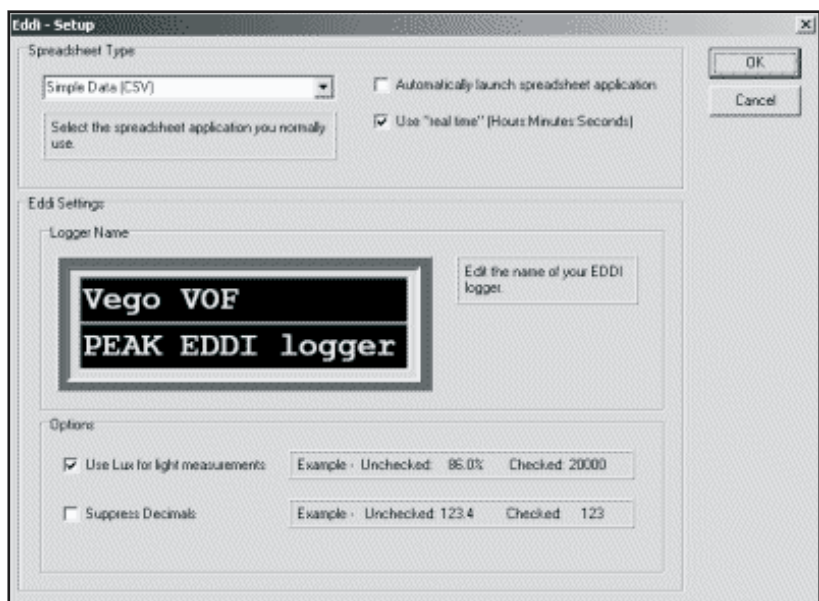 Eddi - Setup
Spreadsheet Type
Simple Data (CSV)
Select the spreadsheet application you normally
use.
Automatically launch spreadsheet application
Use "real time" (Hours:Minutes:Seconds)
OK
Cancel
Eddi Settings
Logger Name
Vego VOF
PEAK EDDI logger
Edit the name of your EDDI
logger.
Options
Use Lux for light measurements
Example - Unchecked: 86.0% Checked: 20000
Suppress Decimals
Example - Unchecked: 123.4 Checked: 123